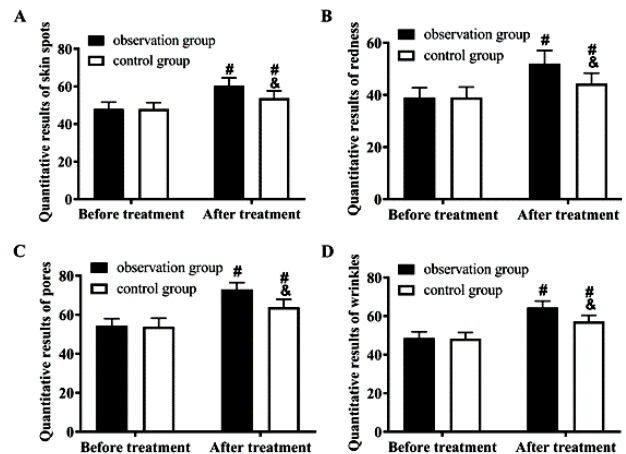 A
Quantitative results of skin spots
80
60
40
20
0
observation group
control group
#
#
&
Before treatment
After treatment
B
Quantitative results of redness
60
40
20
0
observation group
control group
#
#
&
Before treatment
After treatment
C
Quantitative results of pores
80
60
40
20
0
observation group
control group
#
#
&
Before treatment
After treatment
D
Quantitative results of wrinkles
80
60
40
20
0
observation group
control group
#
#
&
Before treatment
After treatment